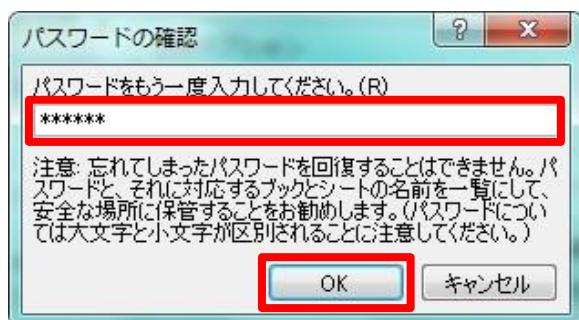 パスワードの確認
?
X
パスワードをもう一度入力してください。(R)
******
注意: 忘れてしまったパスワードを回復することはできません。パ
スワードと、それに対応するブックとシートの名前を一覧にして、
安全な場所に保管することをお勧めします。(パスワードについ
ては大文字と小文字が区別されることに注意してください。)
OK
キャンセル